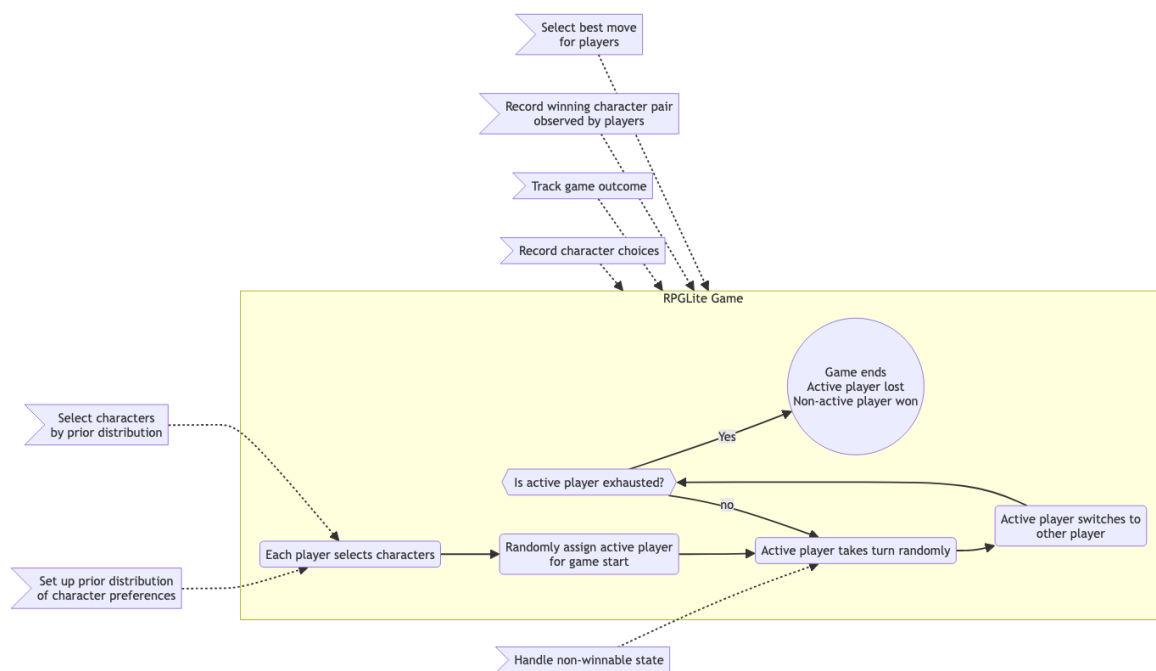 Select best move
for players
Record winning character pair
observed by players
Track game outcome
Record character choices
RPGLite Game
Game ends
Active player lost
Non-active player won
Select characters
by prior distribution
Yes
Is active player exhausted?
no
Active player switches to
other player
Each player selects characters
Randomly assign active player
for game start
Active player takes turn randomly
Set up prior distribution
of character preferences
Handle non-winnable state